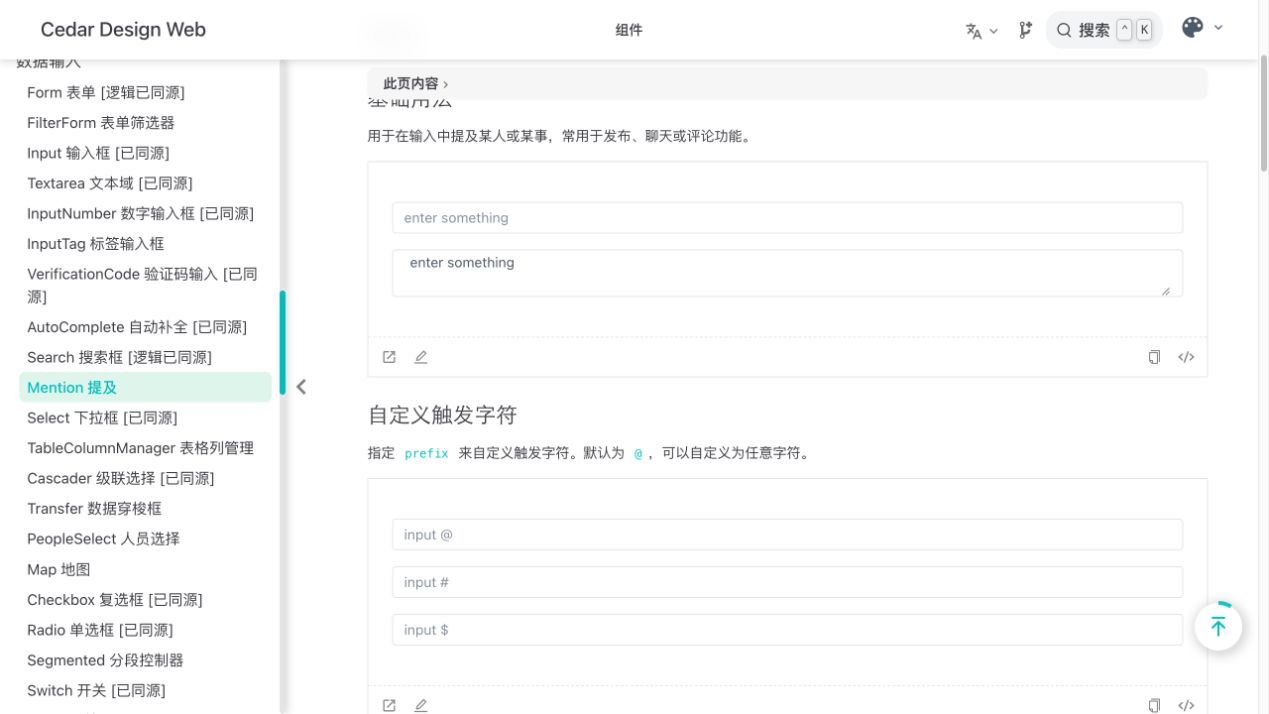 Cedar Design Web
组件
搜索 ^ K
数据输入
Form 表单 [逻辑已同源]
FilterForm 表单筛选器
Input 输入框 [已同源]
Textarea 文本域 [已同源]
InputNumber 数字输入框 [已同源]
InputTag 标签输入框
VerificationCode 验证码输入 [已同
源]
AutoComplete 自动补全 [已同源]
Search 搜索框 [逻辑已同源]
Mention 提及
Select 下拉框 [已同源]
TableColumnManager 表格列管理
Cascader 级联选择 [已同源]
Transfer 数据穿梭框
PeopleSelect 人员选择
Map 地图
Checkbox 复选框 [已同源]
Radio 单选框 [已同源]
Segmented 分段控制器
Switch 开关 [已同源]
此页内容 ›
基础用法
用于在输入中提及某人或某事，常用于发布、聊天或评论功能。
enter something
enter something
自定义触发字符
指定 prefix 来自定义触发字符。默认为 @ ，可以自定义为任意字符。
input @
input #
input $